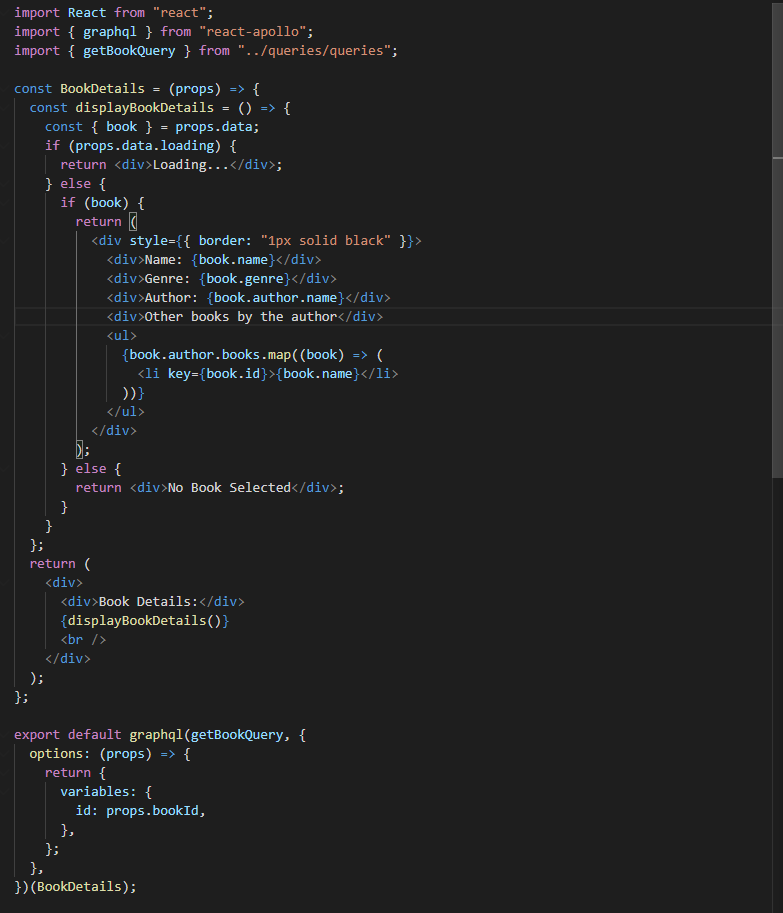 import React from "react";
import { graphql } from "react-apollo";
import { getBookQuery } from "../queries/queries";

const BookDetails = (props) => {
  const displayBookDetails = () => {
    const { book } = props.data;
    if (props.data.loading) {
      return <div>Loading...</div>;
    } else {
      if (book) {
        return (
          <div style={{ border: "1px solid black" }}>
            <div>Name: {book.name}</div>
            <div>Genre: {book.genre}</div>
            <div>Author: {book.author.name}</div>
            <div>Other books by the author</div>
            <ul>
              {book.author.books.map((book) => (
                <li key={book.id}>{book.name}</li>
              ))}
            </ul>
          </div>
        );
      } else {
        return <div>No Book Selected</div>;
      }
    }
  };
  return (
    <div>
      <div>Book Details:</div>
      {displayBookDetails()}
      <br />
    </div>
  );
};

export default graphql(getBookQuery, {
  options: (props) => {
    return {
      variables: {
        id: props.bookId,
      },
    };
  },
})(BookDetails);